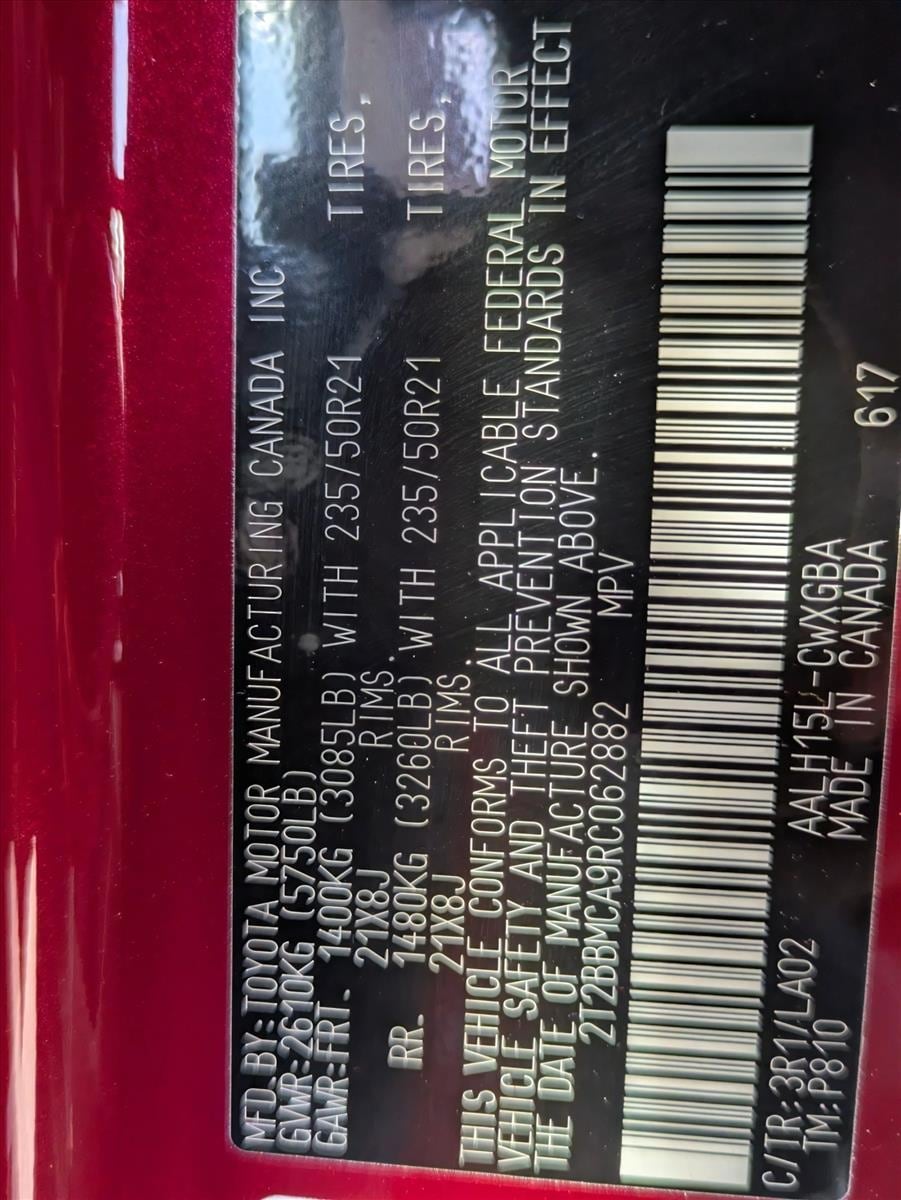 MFD.BY:TOYOTA MOTOR MANUFACTURING CANADA INC.
GVWR:2610KG (5750LB)
GAWR:FRT. 1400KG (3085LB) WITH 235/50R21 TIRES,
21X8J RIMS.
RR. 1480KG (3260LB) WITH 235/50R21 TIRES,
21X8J RIMS.
THIS VEHICLE CONFORMS TO ALL APPLICABLE FEDERAL MOTOR
VEHICLE SAFETY AND THEFT PREVENTION STANDARDS IN EFFECT
THE DATE OF MANUFACTURE SHOWN ABOVE.
2T2BBMCA9RC062882 MPV
C/TR:3R1/LA02 AALH15L-CWXGBA
TM:P810 MADE IN CANADA 617